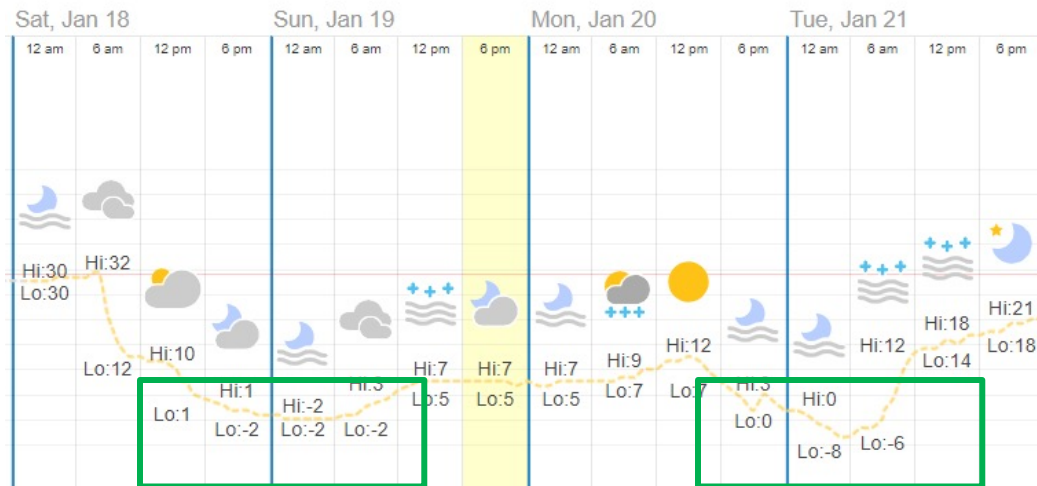 Sat, Jan 18 Sun, Jan 19 Mon, Jan 20 Tue, Jan 21
12 am 6 am 12 pm 6 pm 12 am 6 am 12 pm 6 pm 12 am 6 am 12 pm 6 pm 12 am 6 am 12 pm 6 pm
Hi:30
Lo:30
Hi:32
Lo:12
Hi:10
Lo:1
Hi:1
Lo:-2
Hi:-2
Lo:-2
Hi:3
Lo:-2
Hi:7
Lo:5
Hi:7
Lo:5
Hi:7
Lo:5
Hi:9
Lo:7
Hi:12
Lo:7
Hi:3
Lo:0
Hi:0
Lo:-8
Hi:12
Lo:-6
Hi:18
Lo:14
Hi:21
Lo:18